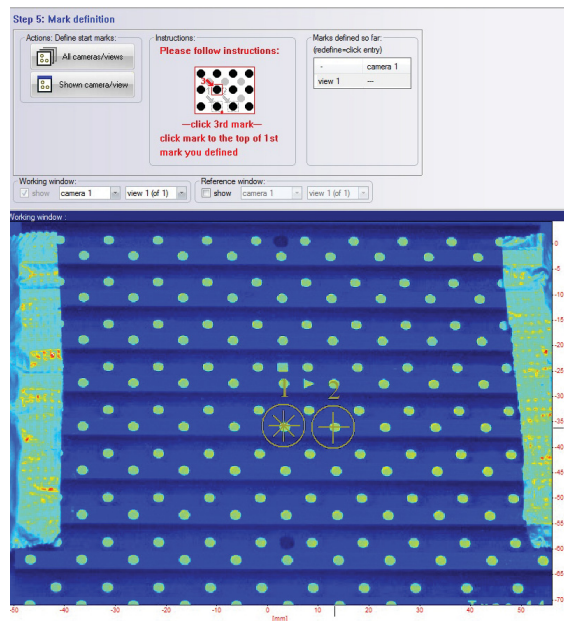 Step 5: Mark definition
Actions: Define start marks:
All cameras/views
Shown camera/view
Instructions:
Please follow instructions:
—click 3rd mark—
click mark to the top of 1st
mark you defined
Marks defined so far:
(redefine=click entry)
- camera 1
view 1 —
Working window:
show camera 1 view 1 (of 1)
Reference window:
show camera 1 view 1 (of 1)
Working window :
1 2
0
-5
-10
-15
-20
-25
-30
-35
-40
-45
-50
-55
-60
-65
-70
-50 -40 -30 -20 -10 0 10 20 30 40 50
[mm]